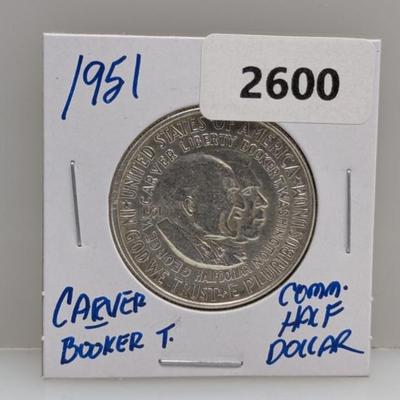 1951
2600
UNITED STATES OF AMERICA
CARVER LIBERTY BOOKER T. WASHINGTON
GEORGE W.
HALF DOLLAR
IN GOD WE TRUST E PLURIBUS UNUM
CARVER
BOOKER T.
COMM.
HALF
DOLLAR